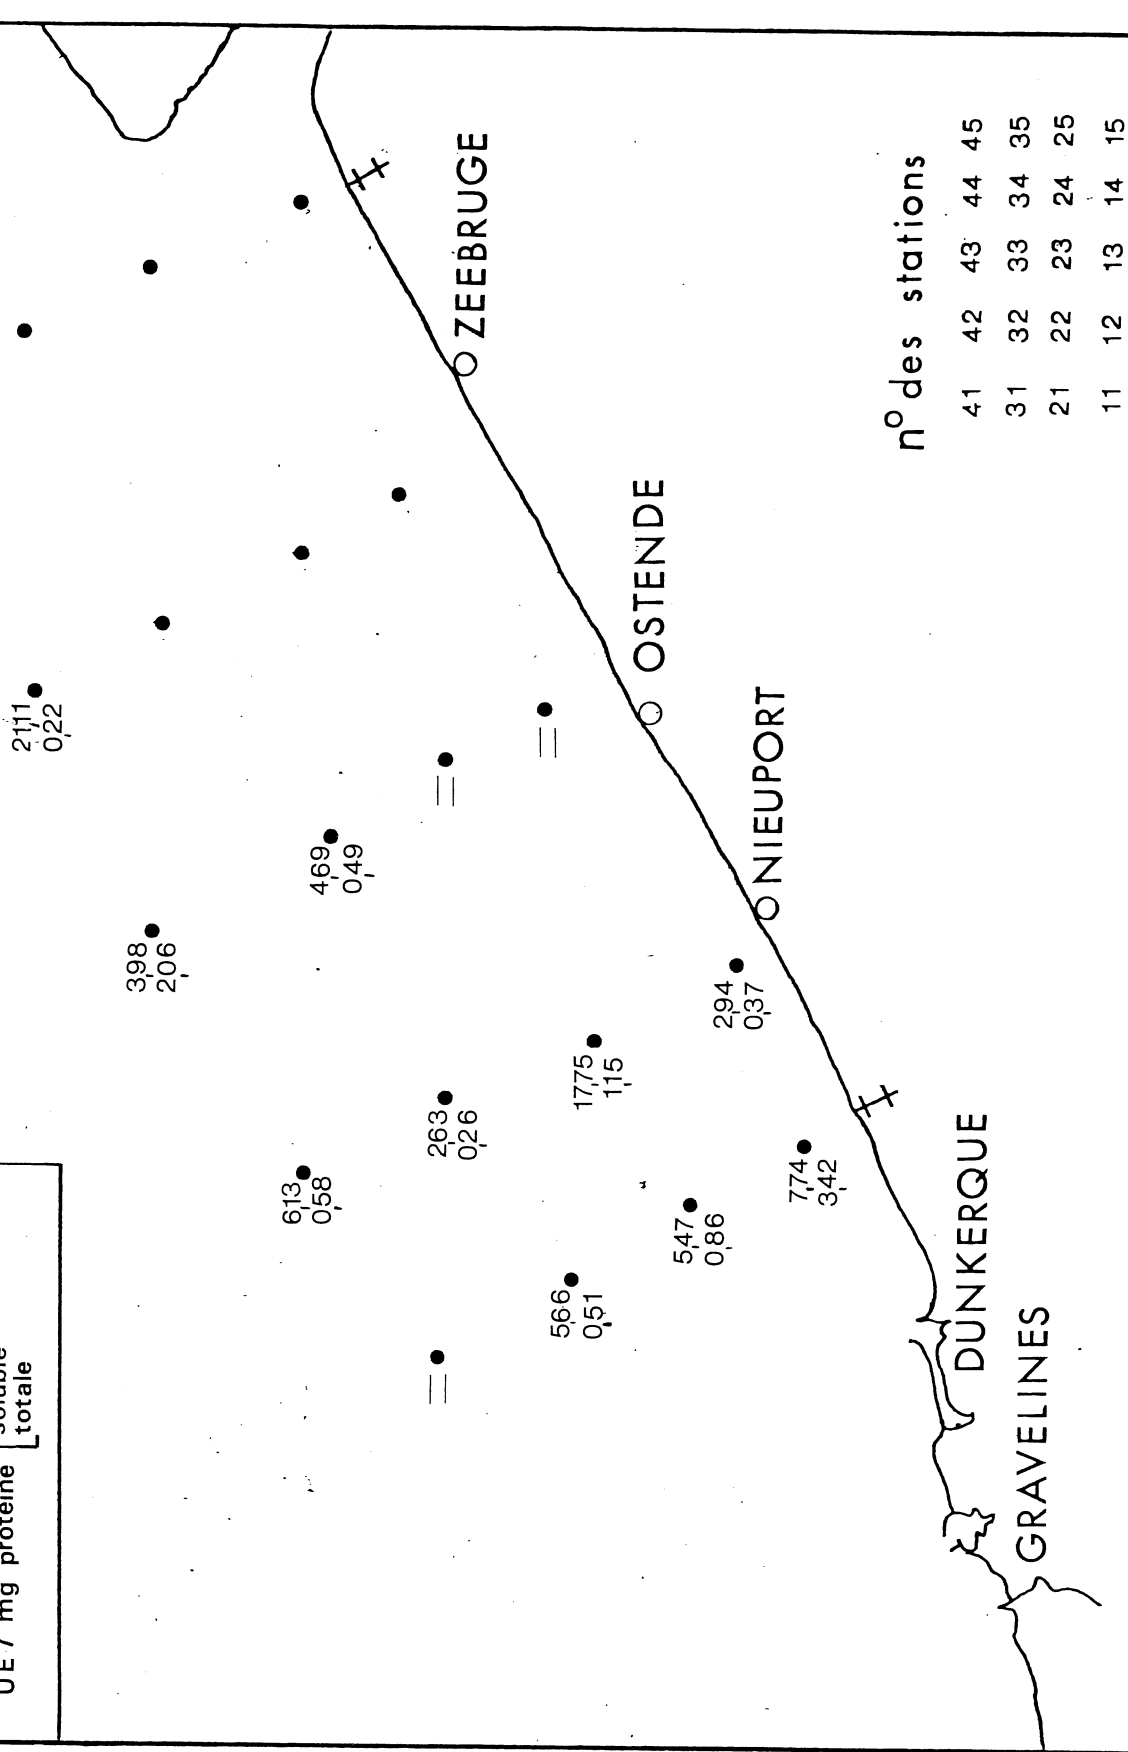 UE / mg proteine
soluble
totale
21,11
0,22
3,98
2,06
6,13
0,58
4,69
0,49
2,63
0,26
ZEEBRUGE
5,66
0,51
17,75
1,15
OSTENDE
5,47
0,86
2,94
0,37
NIEUPORT
7,74
3,42
DUNKERQUE
GRAVELINES
nº des stations
41 42 43 44 45
31 32 33 34 35
21 22 23 24 25
11 12 13 14 15